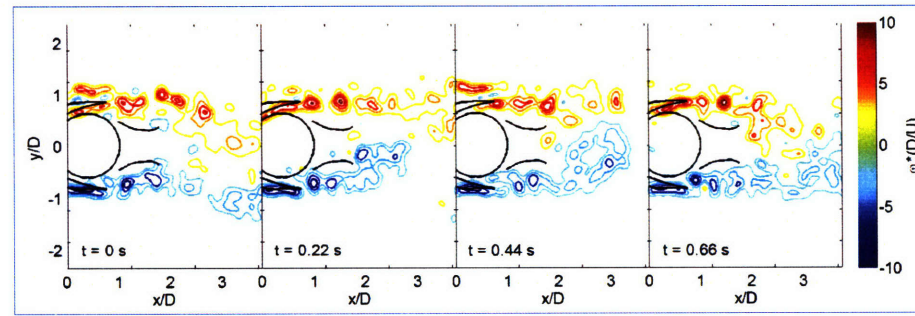 2
1
0
-1
-2
y/D
t = 0 s
t = 0.22 s
t = 0.44 s
t = 0.66 s
0 1 2 3
0 1 2 3
0 1 2 3
0 1 2 3
x/D
x/D
x/D
x/D
10
5
0
-5
-10
ω*(D/U)